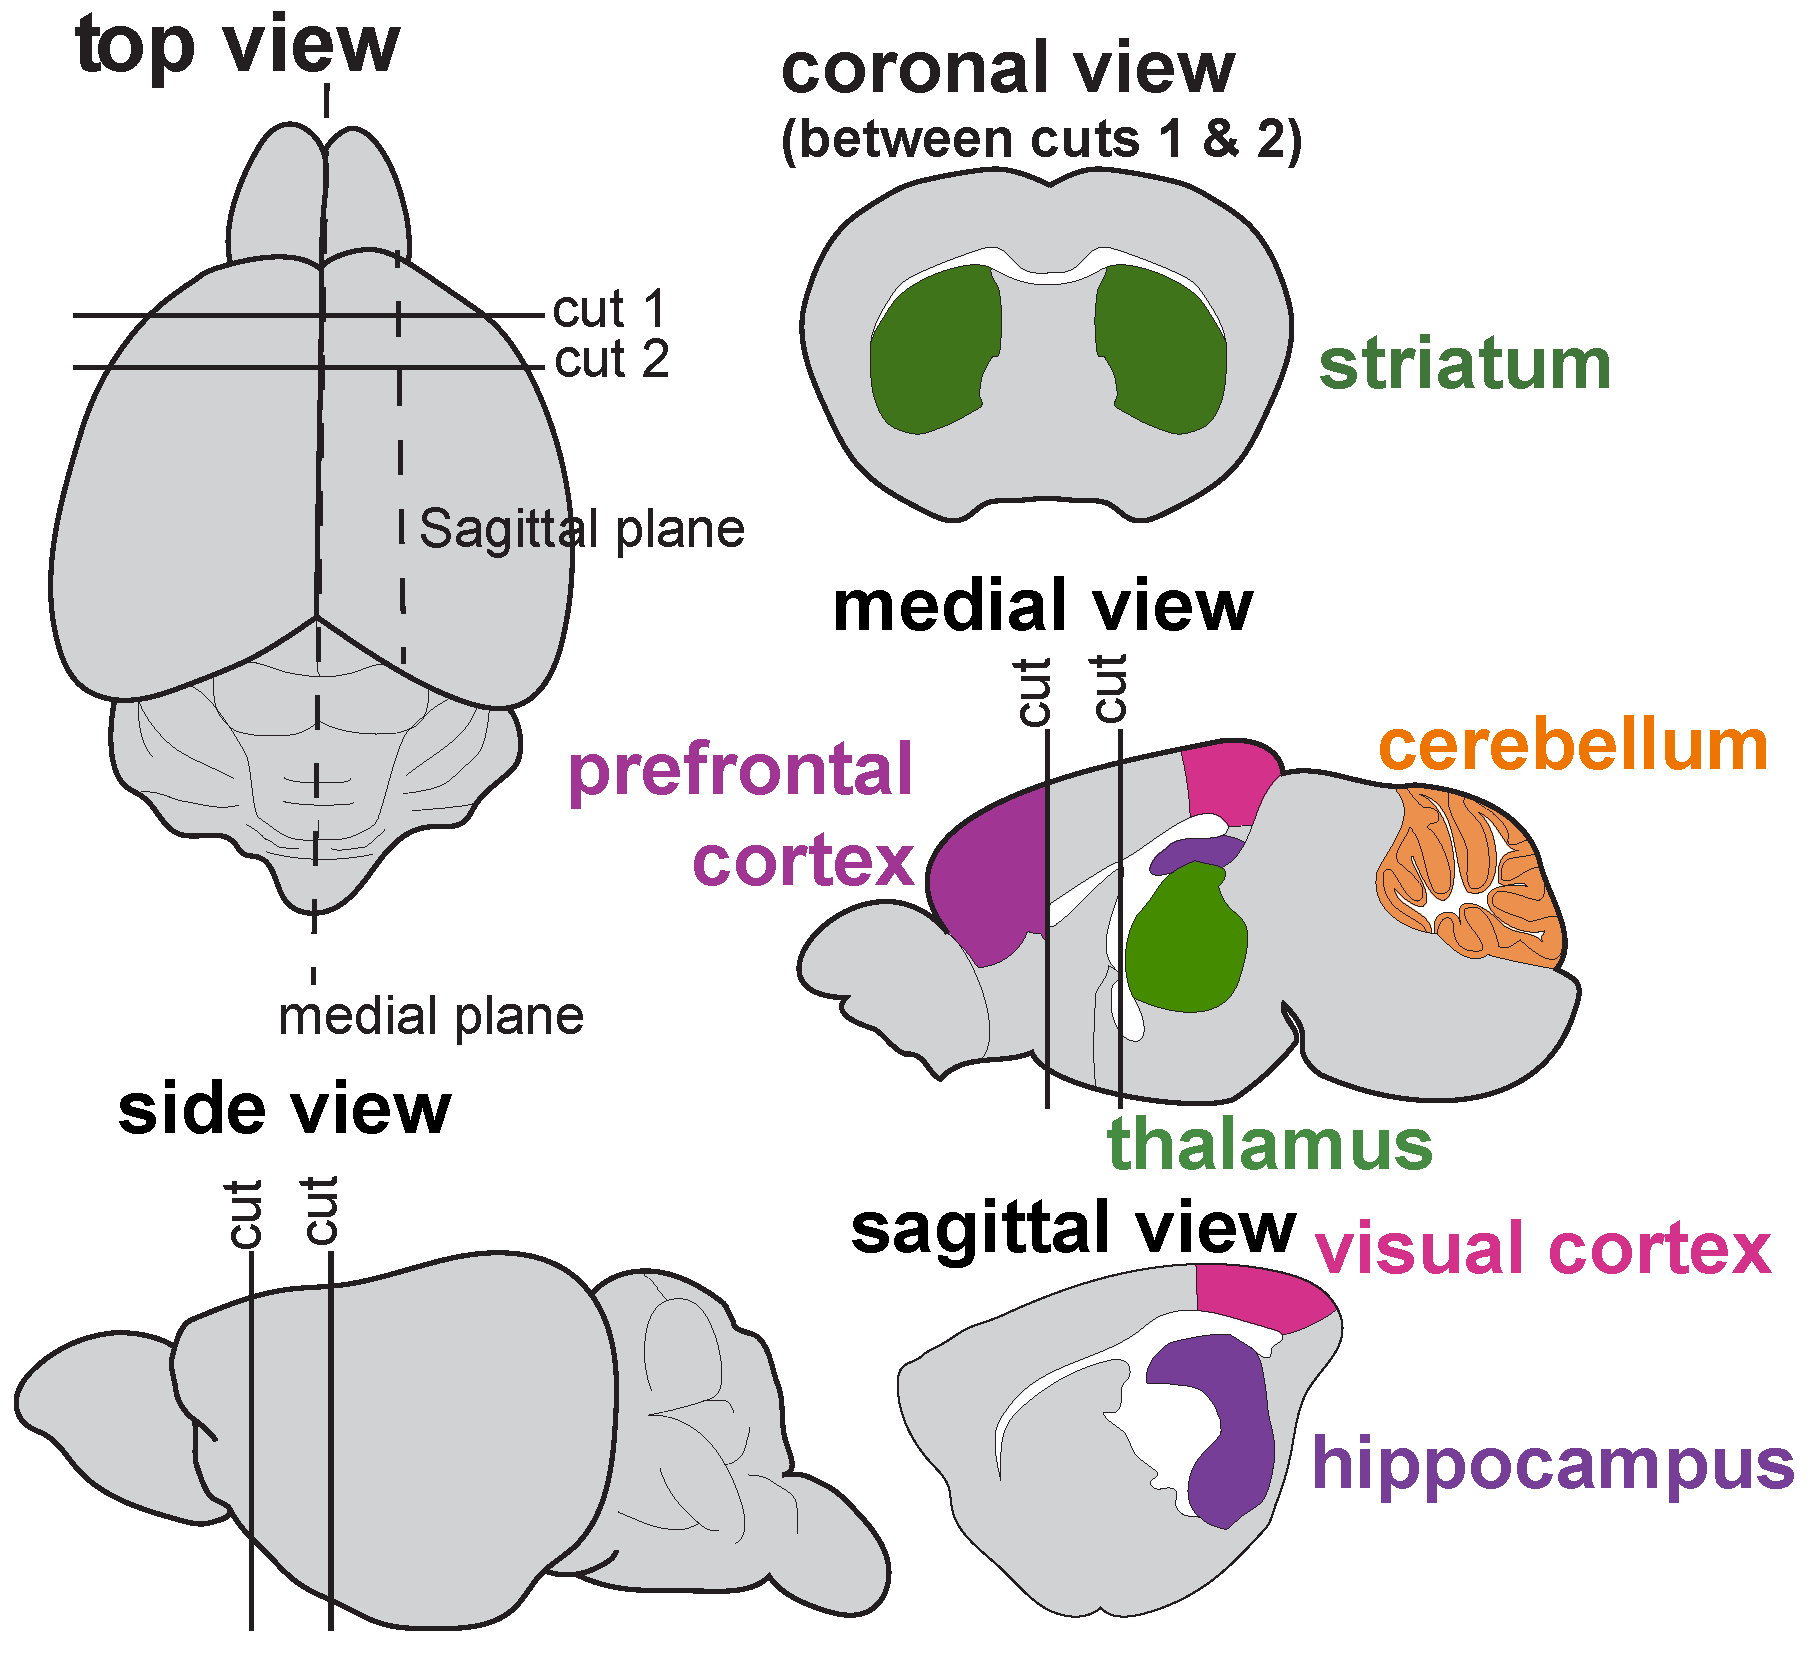 top view
cut 1
cut 2
Sagittal plane
medial plane
coronal view
(between cuts 1 & 2)
striatum
medial view
cut
cut
prefrontal
cortex
cerebellum
thalamus
side view
cut
cut
sagittal view
visual cortex
hippocampus